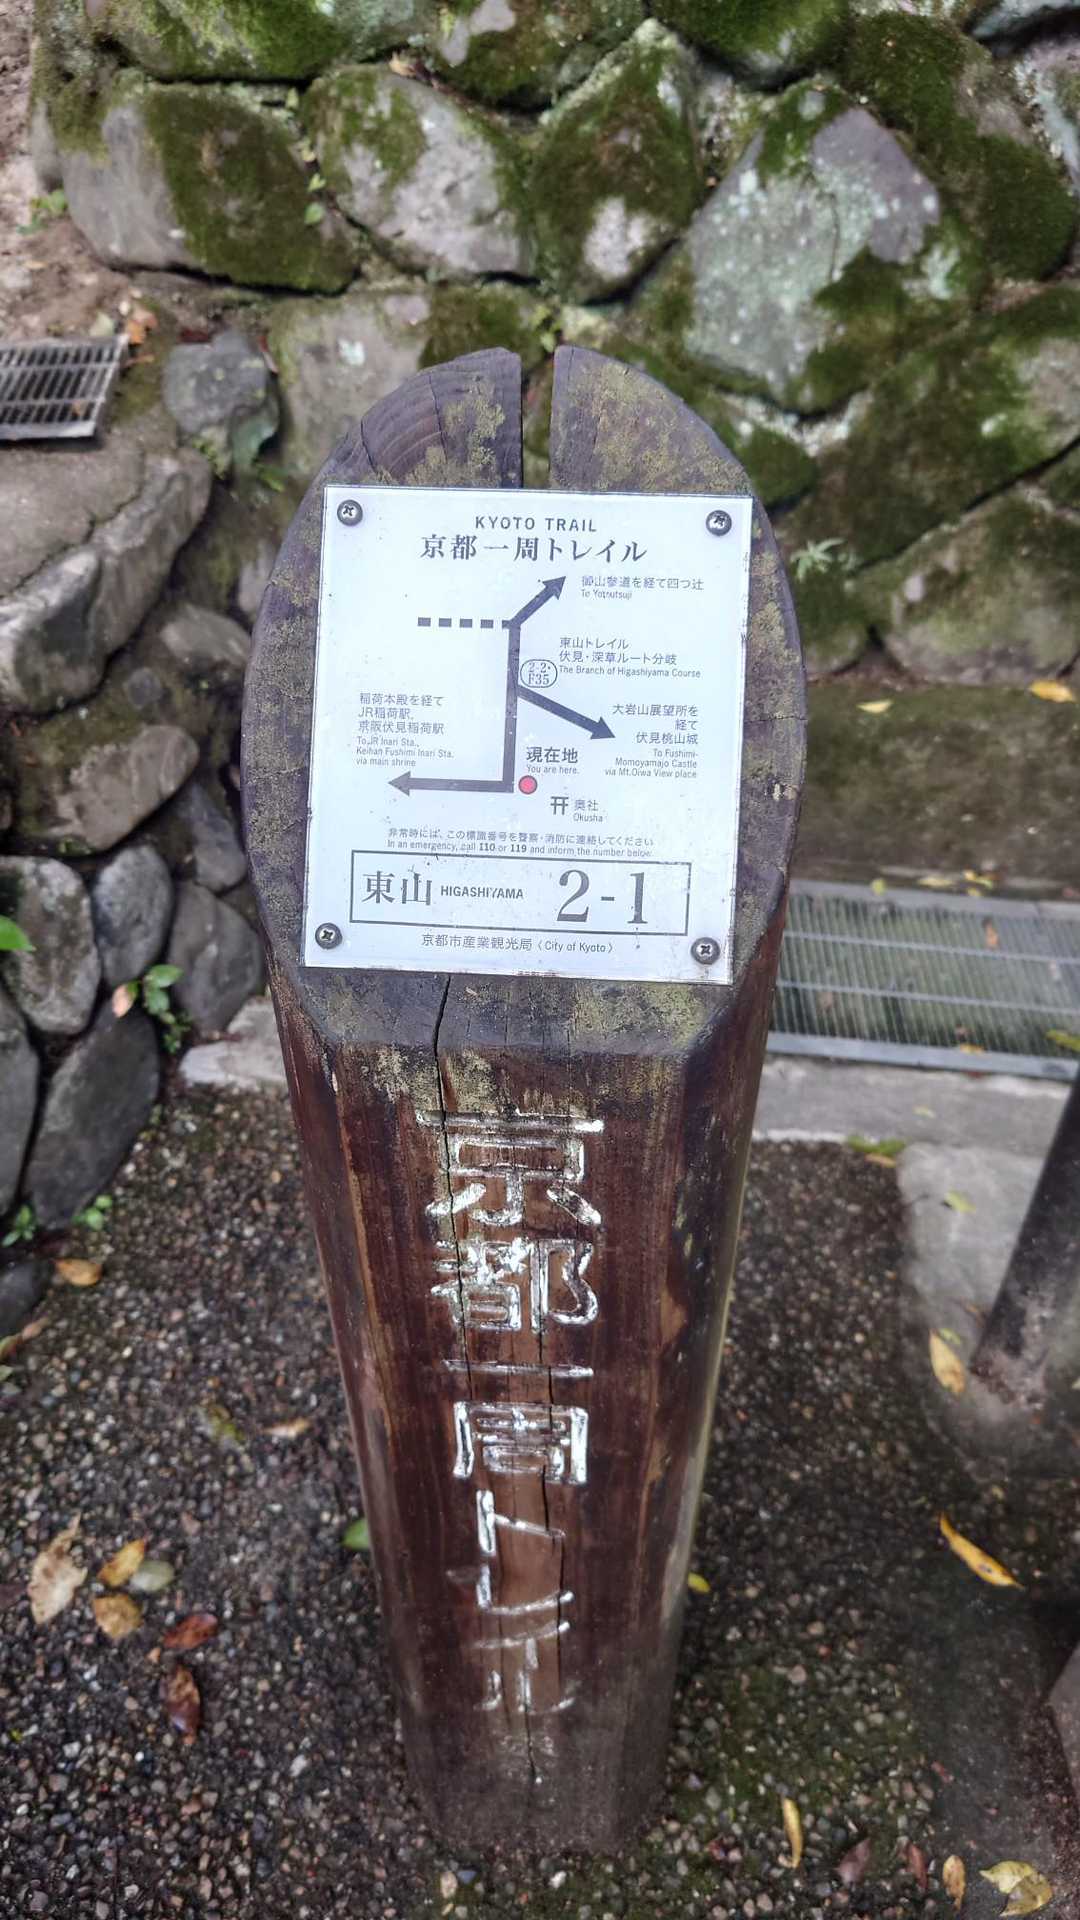 KYOTO TRAIL
京都一周トレイル
御山参道を経て四つ辻
To Yotsutsuji
東山トレイル
伏見・深草ルート分岐
The Branch of Higashiyama Course
2-2・
F35
稲荷本殿を経て
JR稲荷駅,
京阪伏見稲荷駅
To JR Inari Sta.,
Keihan Fushimi Inari Sta.
via main shrine
大岩山展望所を
経て
伏見桃山城
To Fushimi-
Momoyamajo Castle
via Mt.Oiwa View place
現在地
You are here.
奥社
Okusha
非常時には、この標識番号を警察・消防に連絡してください
In an emergency, call 110 or 119 and inform the number below.
東山 HIGASHIYAMA 2-1
京都市産業観光局〈City of Kyoto〉
京都一周トレイル